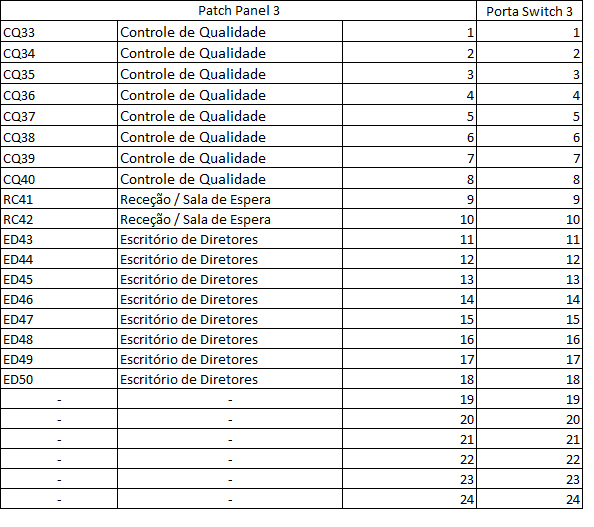 Patch Panel 3 Porta Switch 3
CQ33 Controle de Qualidade 1 1
CQ34 Controle de Qualidade 2 2
CQ35 Controle de Qualidade 3 3
CQ36 Controle de Qualidade 4 4
CQ37 Controle de Qualidade 5 5
CQ38 Controle de Qualidade 6 6
CQ39 Controle de Qualidade 7 7
CQ40 Controle de Qualidade 8 8
RC41 Receção / Sala de Espera 9 9
RC42 Receção / Sala de Espera 10 10
ED43 Escritório de Diretores 11 11
ED44 Escritório de Diretores 12 12
ED45 Escritório de Diretores 13 13
ED46 Escritório de Diretores 14 14
ED47 Escritório de Diretores 15 15
ED48 Escritório de Diretores 16 16
ED49 Escritório de Diretores 17 17
ED50 Escritório de Diretores 18 18
- - 19 19
- - 20 20
- - 21 21
- - 22 22
- - 23 23
- - 24 24